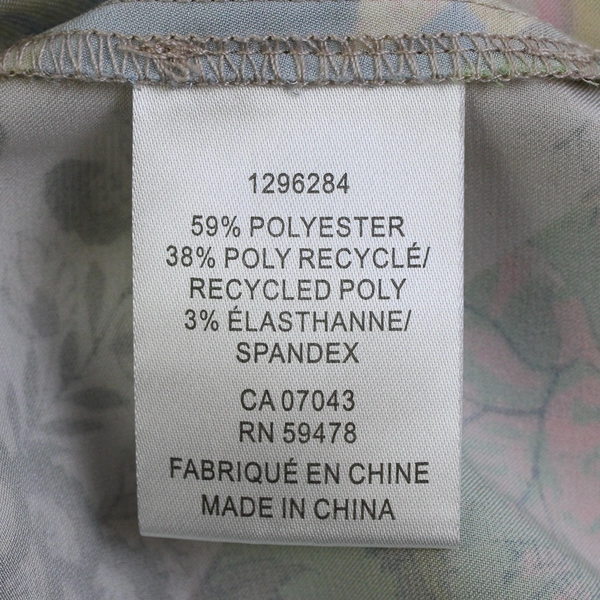 1296284
59% POLYESTER
38% POLY RECYCLÉ/
RECYCLED POLY
3% ÉLASTHANNE/
SPANDEX
CA 07043
RN 59478
FABRIQUÉ EN CHINE
MADE IN CHINA